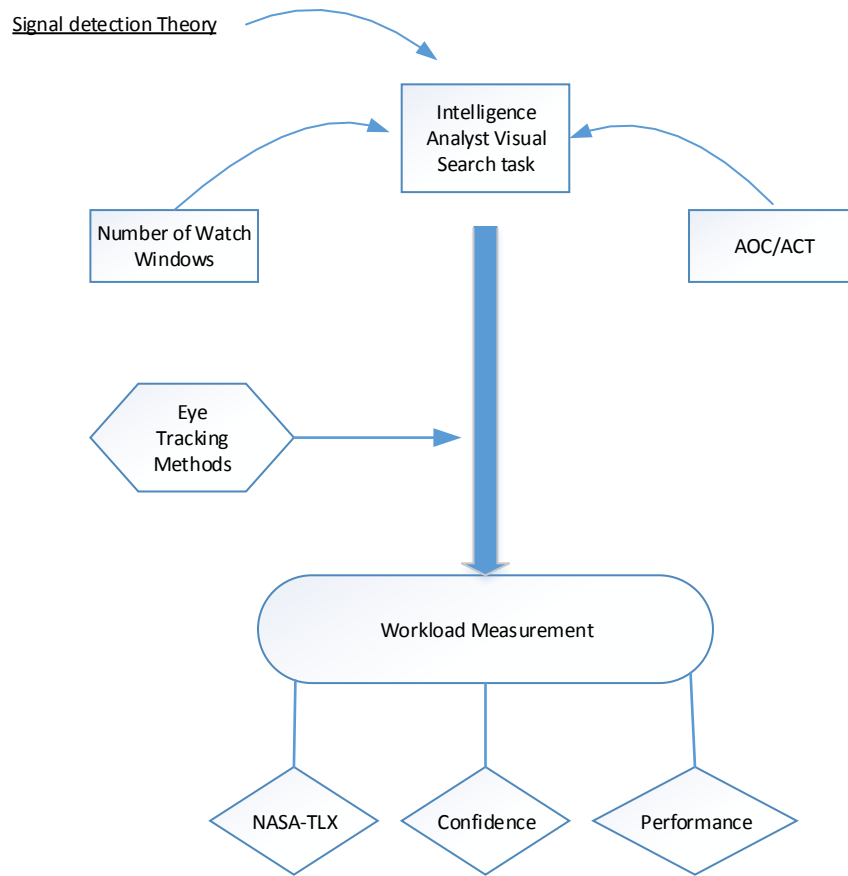 Signal detection Theory
Intelligence
Analyst Visual
Search task
Number of Watch
Windows
AOC/ACT
Eye
Tracking
Methods
Workload Measurement
NASA-TLX
Confidence
Performance